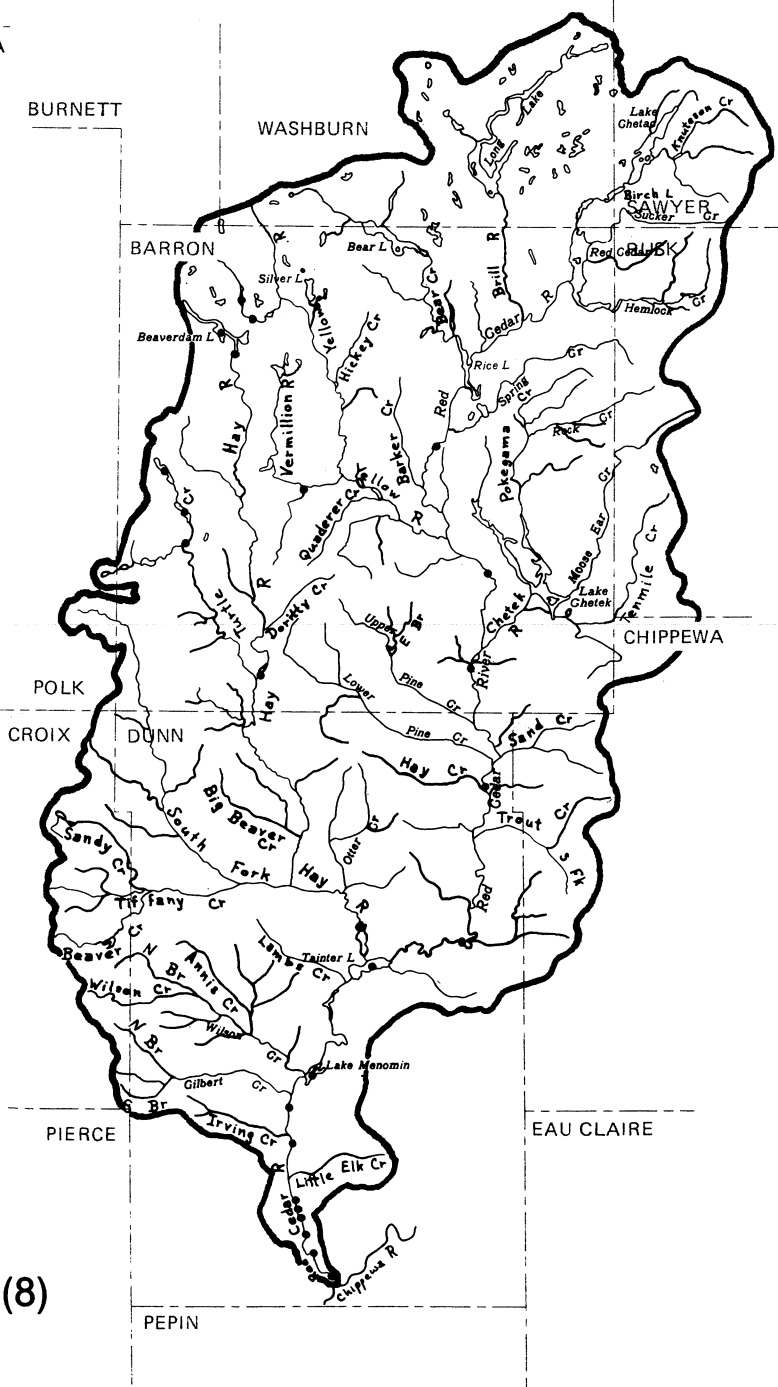 A
BURNETT
WASHBURN
Lake
Chetac
Knuteson Cr
Long Lake
Birch L
SAWYER
Sucker Cr
BARRON
R
Bear L
Brill R
Red Cedar L
RUSK
Silver L
Bear Cr
Hemlock Cr
Yellow
Cedar R
Beaverdam L
Hickey Cr
Rice L
Cr
R
Vermillion R
Red
Spring Cr
Hay
Barker Cr
Rock Cr
Pokegama
Cr
Yellow R
Quaderer Cr
Moose Ear Cr
Tenmile Cr
Turtle
R
Dority Cr
Lake
Chetek
Chetek R
Upper
Br
CHIPPEWA
River
POLK
Lower
Pine Cr
Hay
CROIX
DUNN
Pine Cr
Sand Cr
Hay Cr
Cedar
Big Beaver
Cr
South Fork Hay R
Otter Cr
Trout Cr
S Fk
Sandy Cr
Red
Tiffany Cr
Beaver Cr
N Br
Annis Cr
Lambs Cr
Tainter L
Wilson Cr
Wilson Cr
N Br
Lake Menomin
Gilbert Cr
S Br
PIERCE
Irving Cr
EAU CLAIRE
R
Little Elk Cr
Cedar
Red
Chippewa R
(8)
PEPIN